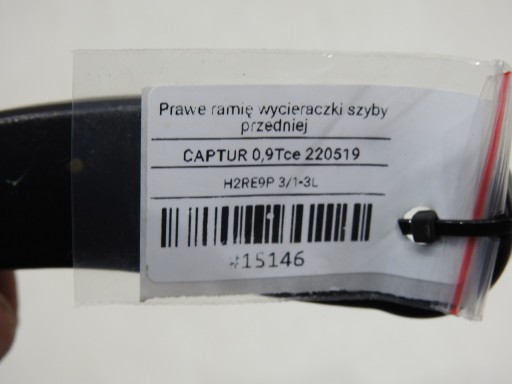 Prawe ramię wycieraczki szyby
przedniej
CAPTUR 0,9Tce 220519
H2RE9P 3/1-3L
#15146